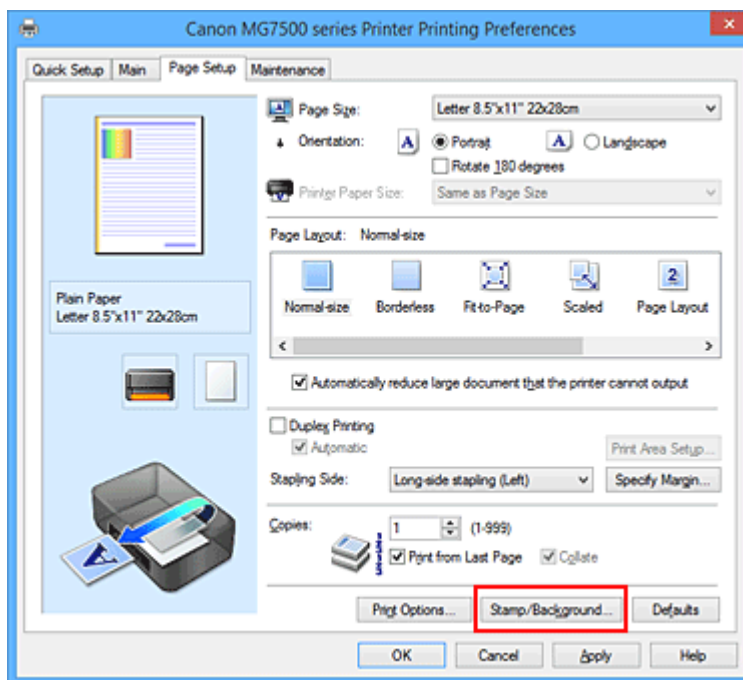 Canon MG7500 series Printer Printing Preferences
Quick Setup Main Page Setup Maintenance
Page Size: Letter 8.5"x11" 22x28cm
Orientation: A Portrait A Landscape
Rotate 180 degrees
Printer Paper Size: Same as Page Size
Page Layout: Normal-size
Normal-size Borderless Fit-to-Page Scaled Page Layout
Plain Paper
Letter 8.5"x11" 22x28cm
Automatically reduce large document that the printer cannot output
Duplex Printing
Automatic Print Area Setup...
Stapling Side: Long-side stapling (Left) Specify Margin...
Copies: 1 (1-999)
Print from Last Page Collate
Print Options... Stamp/Background... Defaults
OK Cancel Apply Help